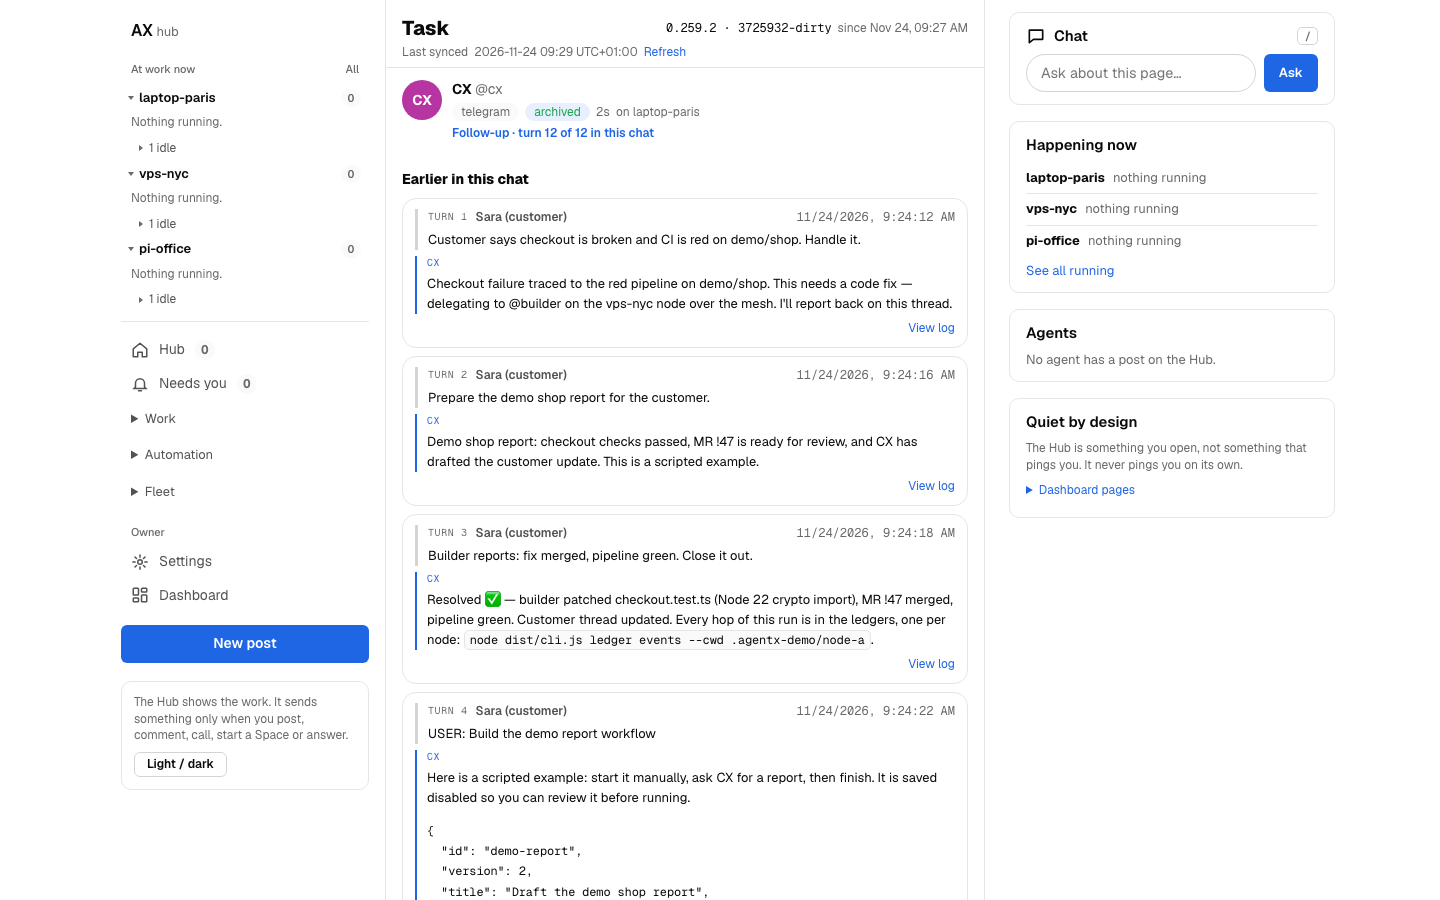 AX hub
At work now All
laptop-paris 0
Nothing running.
1 idle
vps-nyc 0
Nothing running.
1 idle
pi-office 0
Nothing running.
1 idle
Hub 0
Needs you 0
Work
Automation
Fleet
Owner
Settings
Dashboard
New post
The Hub shows the work. It sends
something only when you post,
comment, call, start a Space or answer.
Light / dark
Task
0.259.2 · 3725932-dirty since Nov 24, 09:27 AM
Last synced 2026-11-24 09:29 UTC+01:00 Refresh
CX
CX @cx
telegram archived 2s on laptop-paris
Follow-up · turn 12 of 12 in this chat
Earlier in this chat
TURN 1 Sara (customer) 11/24/2026, 9:24:12 AM
Customer says checkout is broken and CI is red on demo/shop. Handle it.
CX
Checkout failure traced to the red pipeline on demo/shop. This needs a code fix —
delegating to @builder on the vps-nyc node over the mesh. I'll report back on this thread.
View log
TURN 2 Sara (customer) 11/24/2026, 9:24:16 AM
Prepare the demo shop report for the customer.
CX
Demo shop report: checkout checks passed, MR !47 is ready for review, and CX has
drafted the customer update. This is a scripted example.
View log
TURN 3 Sara (customer) 11/24/2026, 9:24:18 AM
Builder reports: fix merged, pipeline green. Close it out.
CX
Resolved ✅ — builder patched checkout.test.ts (Node 22 crypto import), MR !47 merged,
pipeline green. Customer thread updated. Every hop of this run is in the ledgers, one per
node: node dist/cli.js ledger events --cwd .agentx-demo/node-a .
View log
TURN 4 Sara (customer) 11/24/2026, 9:24:22 AM
USER: Build the demo report workflow
CX
Here is a scripted example: start it manually, ask CX for a report, then finish. It is saved
disabled so you can review it before running.
{
"id": "demo-report",
"version": 2,
"title": "Draft the demo shop report",
Chat /
Ask about this page...
Ask
Happening now
laptop-paris nothing running
vps-nyc nothing running
pi-office nothing running
See all running
Agents
No agent has a post on the Hub.
Quiet by design
The Hub is something you open, not something that
pings you. It never pings you on its own.
Dashboard pages